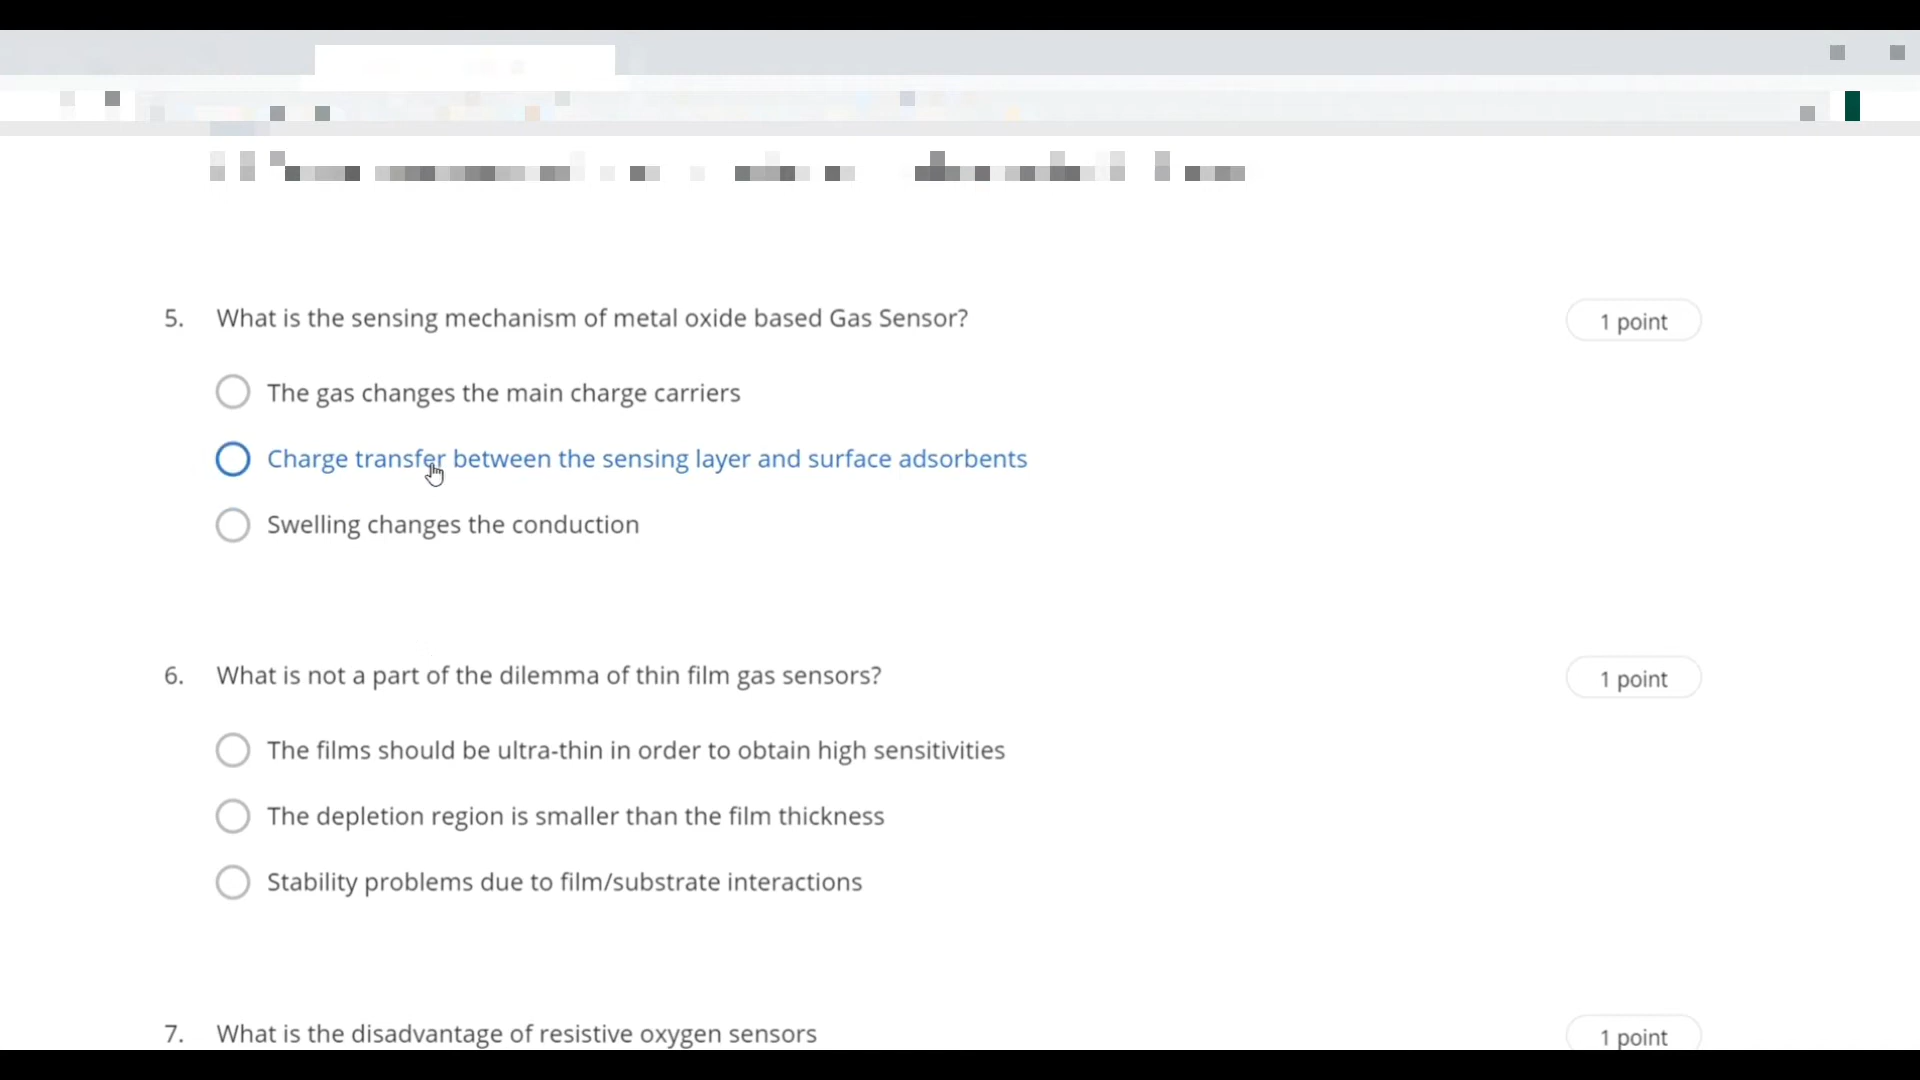 5. What is the sensing mechanism of metal oxide based Gas Sensor?
1 point
The gas changes the main charge carriers
Charge transfer between the sensing layer and surface adsorbents
Swelling changes the conduction
6. What is not a part of the dilemma of thin film gas sensors?
1 point
The films should be ultra-thin in order to obtain high sensitivities
The depletion region is smaller than the film thickness
Stability problems due to film/substrate interactions
7. What is the disadvantage of resistive oxygen sensors
1 point